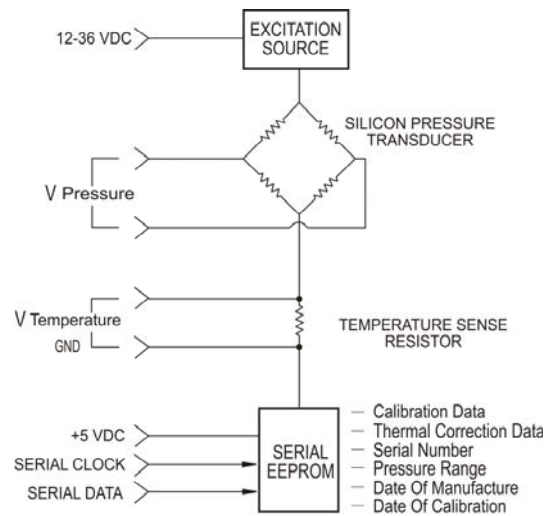 EXCITATION
SOURCE
12-36 VDC
SILICON PRESSURE
TRANSDUCER
V Pressure
V Temperature
GND
TEMPERATURE SENSE
RESISTOR
+5 VDC
SERIAL CLOCK
SERIAL DATA
SERIAL
EEPROM
— Calibration Data
— Thermal Correction Data
— Serial Number
— Pressure Range
— Date Of Manufacture
— Date Of Calibration